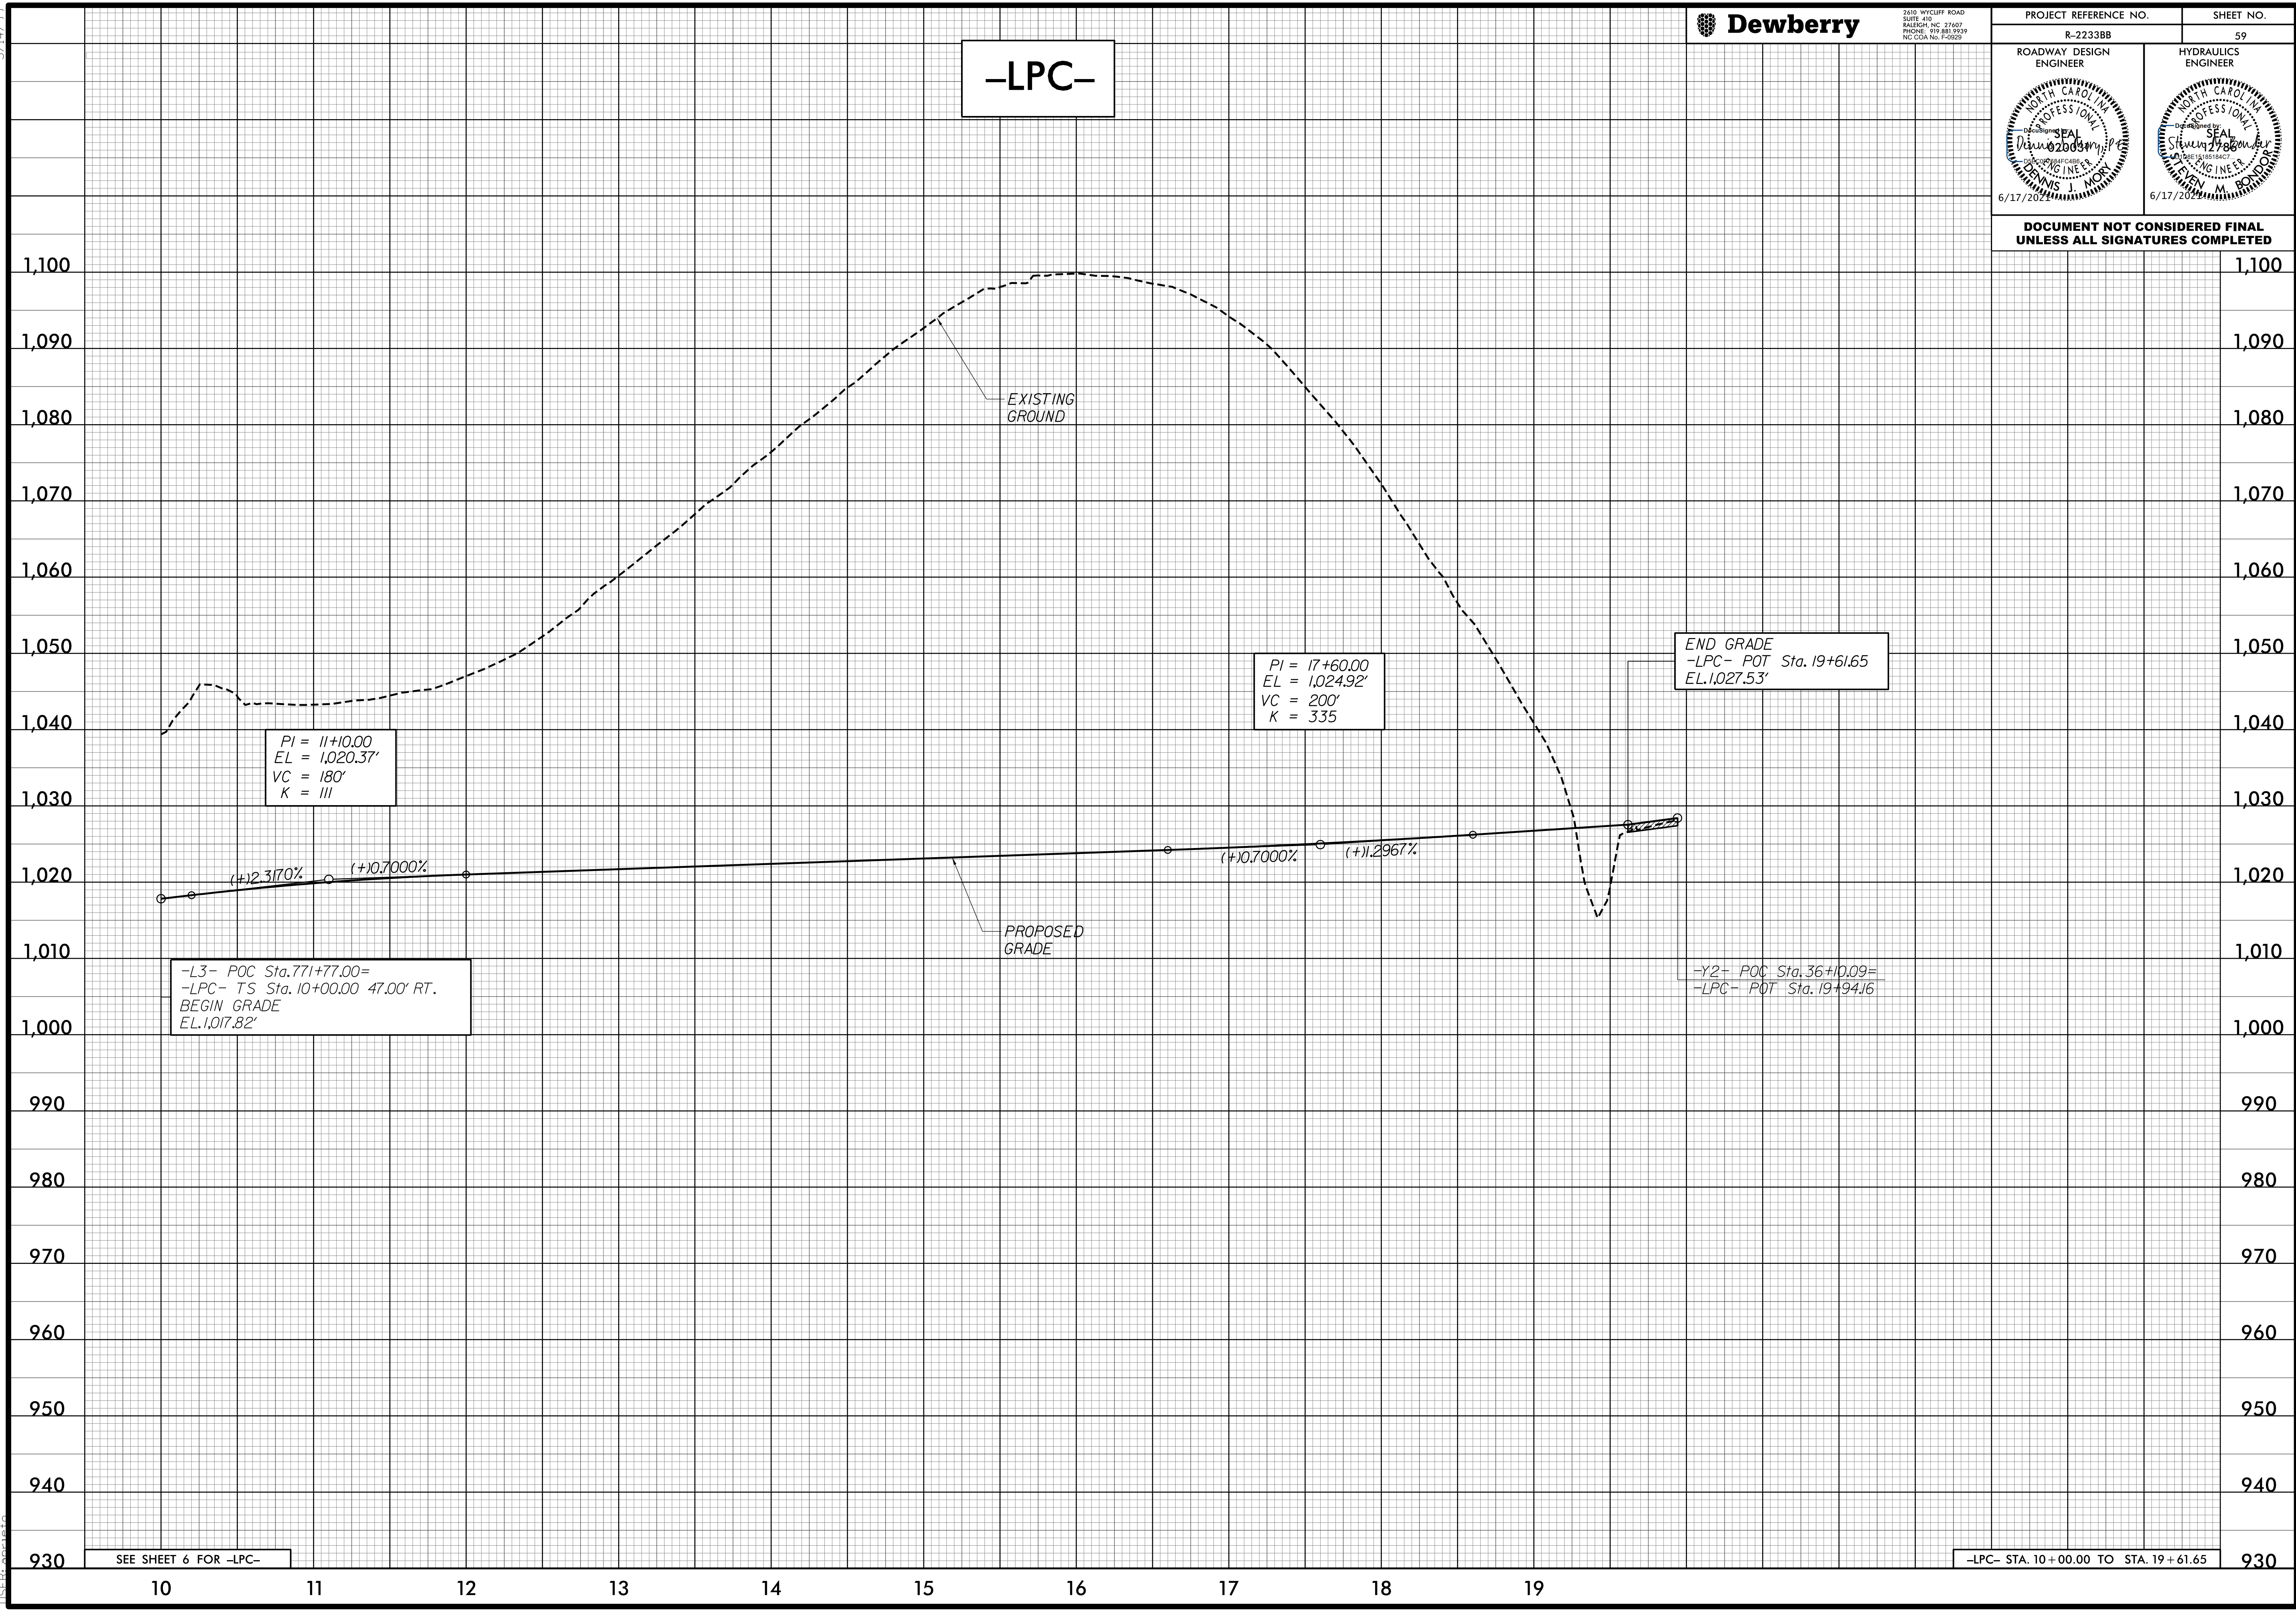 Dewberry
2610 WYCLIFF ROAD
SUITE 410
RALEIGH, NC 27607
PHONE: 919.881.9939
NC COA No. F-0929
PROJECT REFERENCE NO.
SHEET NO.
R-2233BB
59
ROADWAY DESIGN
ENGINEER
HYDRAULICS
ENGINEER
NORTH CAROLINA
PROFESSIONAL
DocuSigned by:
SEAL
020031
ENGINEER
DENNIS J. MORY
6/17/2021
NORTH CAROLINA
PROFESSIONAL
DocuSigned by:
SEAL
12786
ENGINEER
STEVEN M. BONDOR
6/17/2021
DOCUMENT NOT CONSIDERED FINAL
UNLESS ALL SIGNATURES COMPLETED
–LPC–
1,100 1,100
1,090 1,090
EXISTING
GROUND
1,080 1,080
1,070 1,070
1,060 1,060
1,050 1,050
END GRADE
-LPC- POT Sta. 19+61.65
EL.1,027.53'
PI = 17+60.00
EL = 1,024.92'
VC = 200'
K = 335
1,040 1,040
PI = 11+10.00
EL = 1,020.37'
VC = 180'
K = 111
1,030 1,030
(+)2.3170%
(+)0.7000%
(+)0.7000%
(+)1.2967%
1,020 1,020
PROPOSED
GRADE
1,010 1,010
-L3- POC Sta.771+77.00=
-LPC- TS Sta. 10+00.00 47.00' RT.
BEGIN GRADE
EL.1,017.82'
-Y2- POC Sta. 36+10.09=
-LPC- POT Sta. 19+94.16
1,000 1,000
990 990
980 980
970 970
960 960
950 950
940 940
930 930
SEE SHEET 6 FOR –LPC–
–LPC– STA. 10+00.00 TO STA. 19+61.65
10 11 12 13 14 15 16 17 18 19